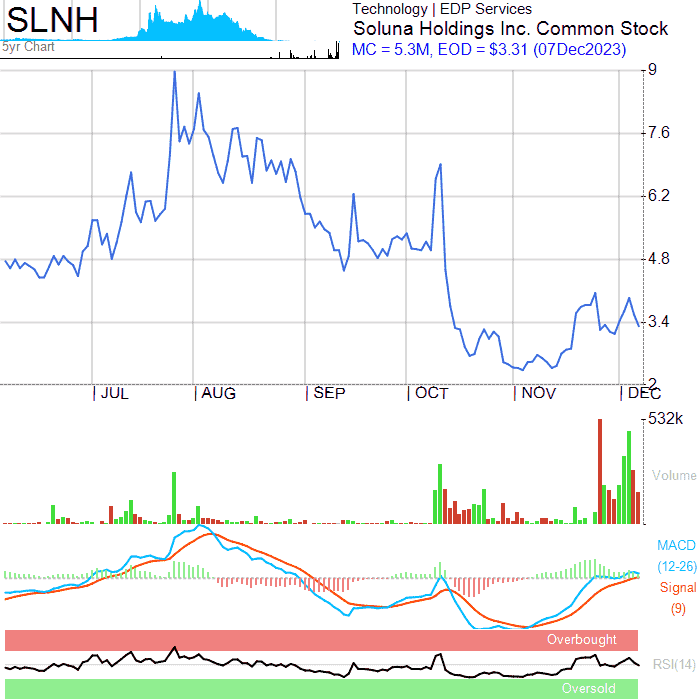 SLNH
Technology | EDP Services
Soluna Holdings Inc. Common Stock
MC = 5.3M, EOD = $3.31 (07Dec2023)
5yr Chart
9
7.6
6.2
4.8
3.4
2
JUL AUG SEP OCT NOV DEC
532k
Volume
MACD
(12-26)
Signal
(9)
Overbought
RSI(14)
Oversold